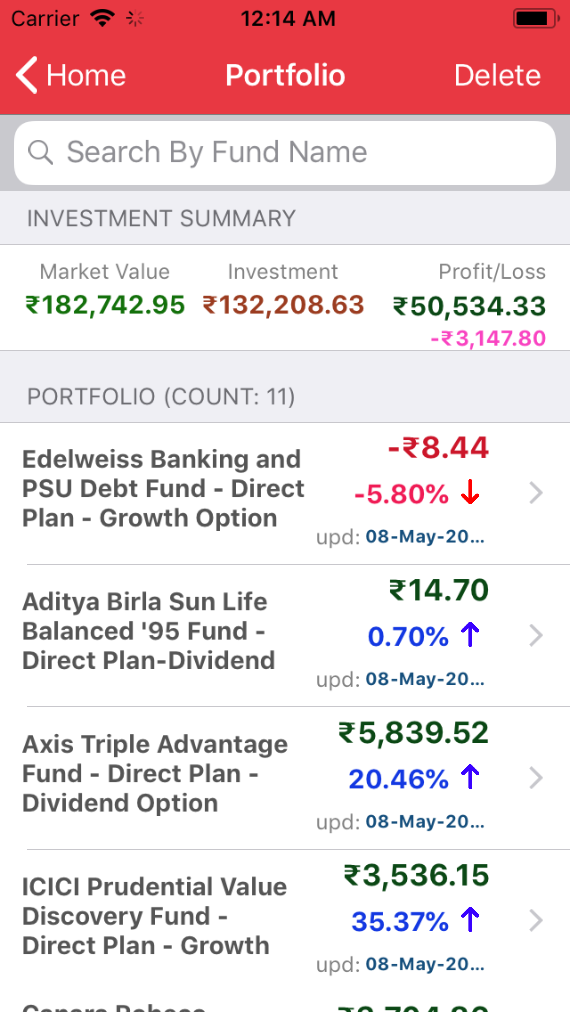 Carrier 12:14 AM
Home Portfolio Delete
Search By Fund Name
INVESTMENT SUMMARY
Market Value Investment Profit/Loss
₹182,742.95 ₹132,208.63 ₹50,534.33
-₹3,147.80
PORTFOLIO (COUNT: 11)
Edelweiss Banking and
PSU Debt Fund - Direct
Plan - Growth Option
-₹8.44
-5.80%
upd: 08-May-20...
Aditya Birla Sun Life
Balanced '95 Fund -
Direct Plan-Dividend
₹14.70
0.70%
upd: 08-May-20...
Axis Triple Advantage
Fund - Direct Plan -
Dividend Option
₹5,839.52
20.46%
upd: 08-May-20...
ICICI Prudential Value
Discovery Fund -
Direct Plan - Growth
₹3,536.15
35.37%
upd: 08-May-20...